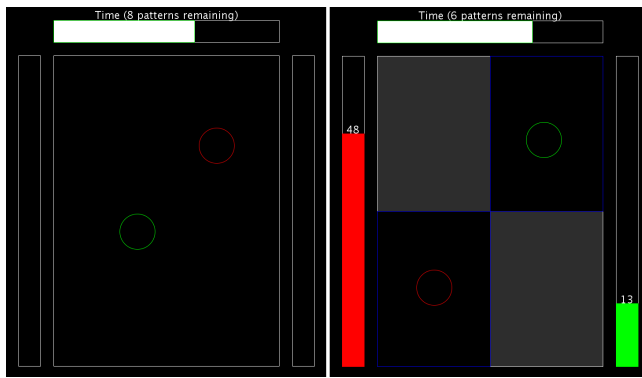 Time (8 patterns remaining)
Time (6 patterns remaining)
48
13